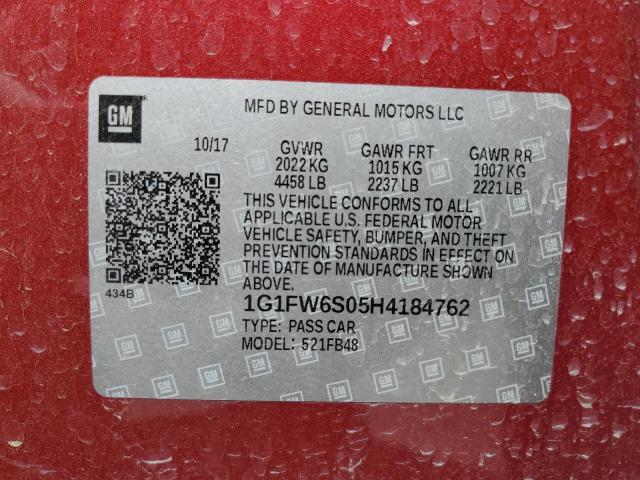 GM
MFD BY GENERAL MOTORS LLC
10/17 GVWR GAWR FRT GAWR RR
2022 KG 1015 KG 1007 KG
4458 LB 2237 LB 2221 LB
THIS VEHICLE CONFORMS TO ALL
APPLICABLE U.S. FEDERAL MOTOR
VEHICLE SAFETY, BUMPER, AND THEFT
PREVENTION STANDARDS IN EFFECT ON
THE DATE OF MANUFACTURE SHOWN
ABOVE.
434B
1G1FW6S05H4184762
TYPE: PASS CAR
MODEL: 521FB48